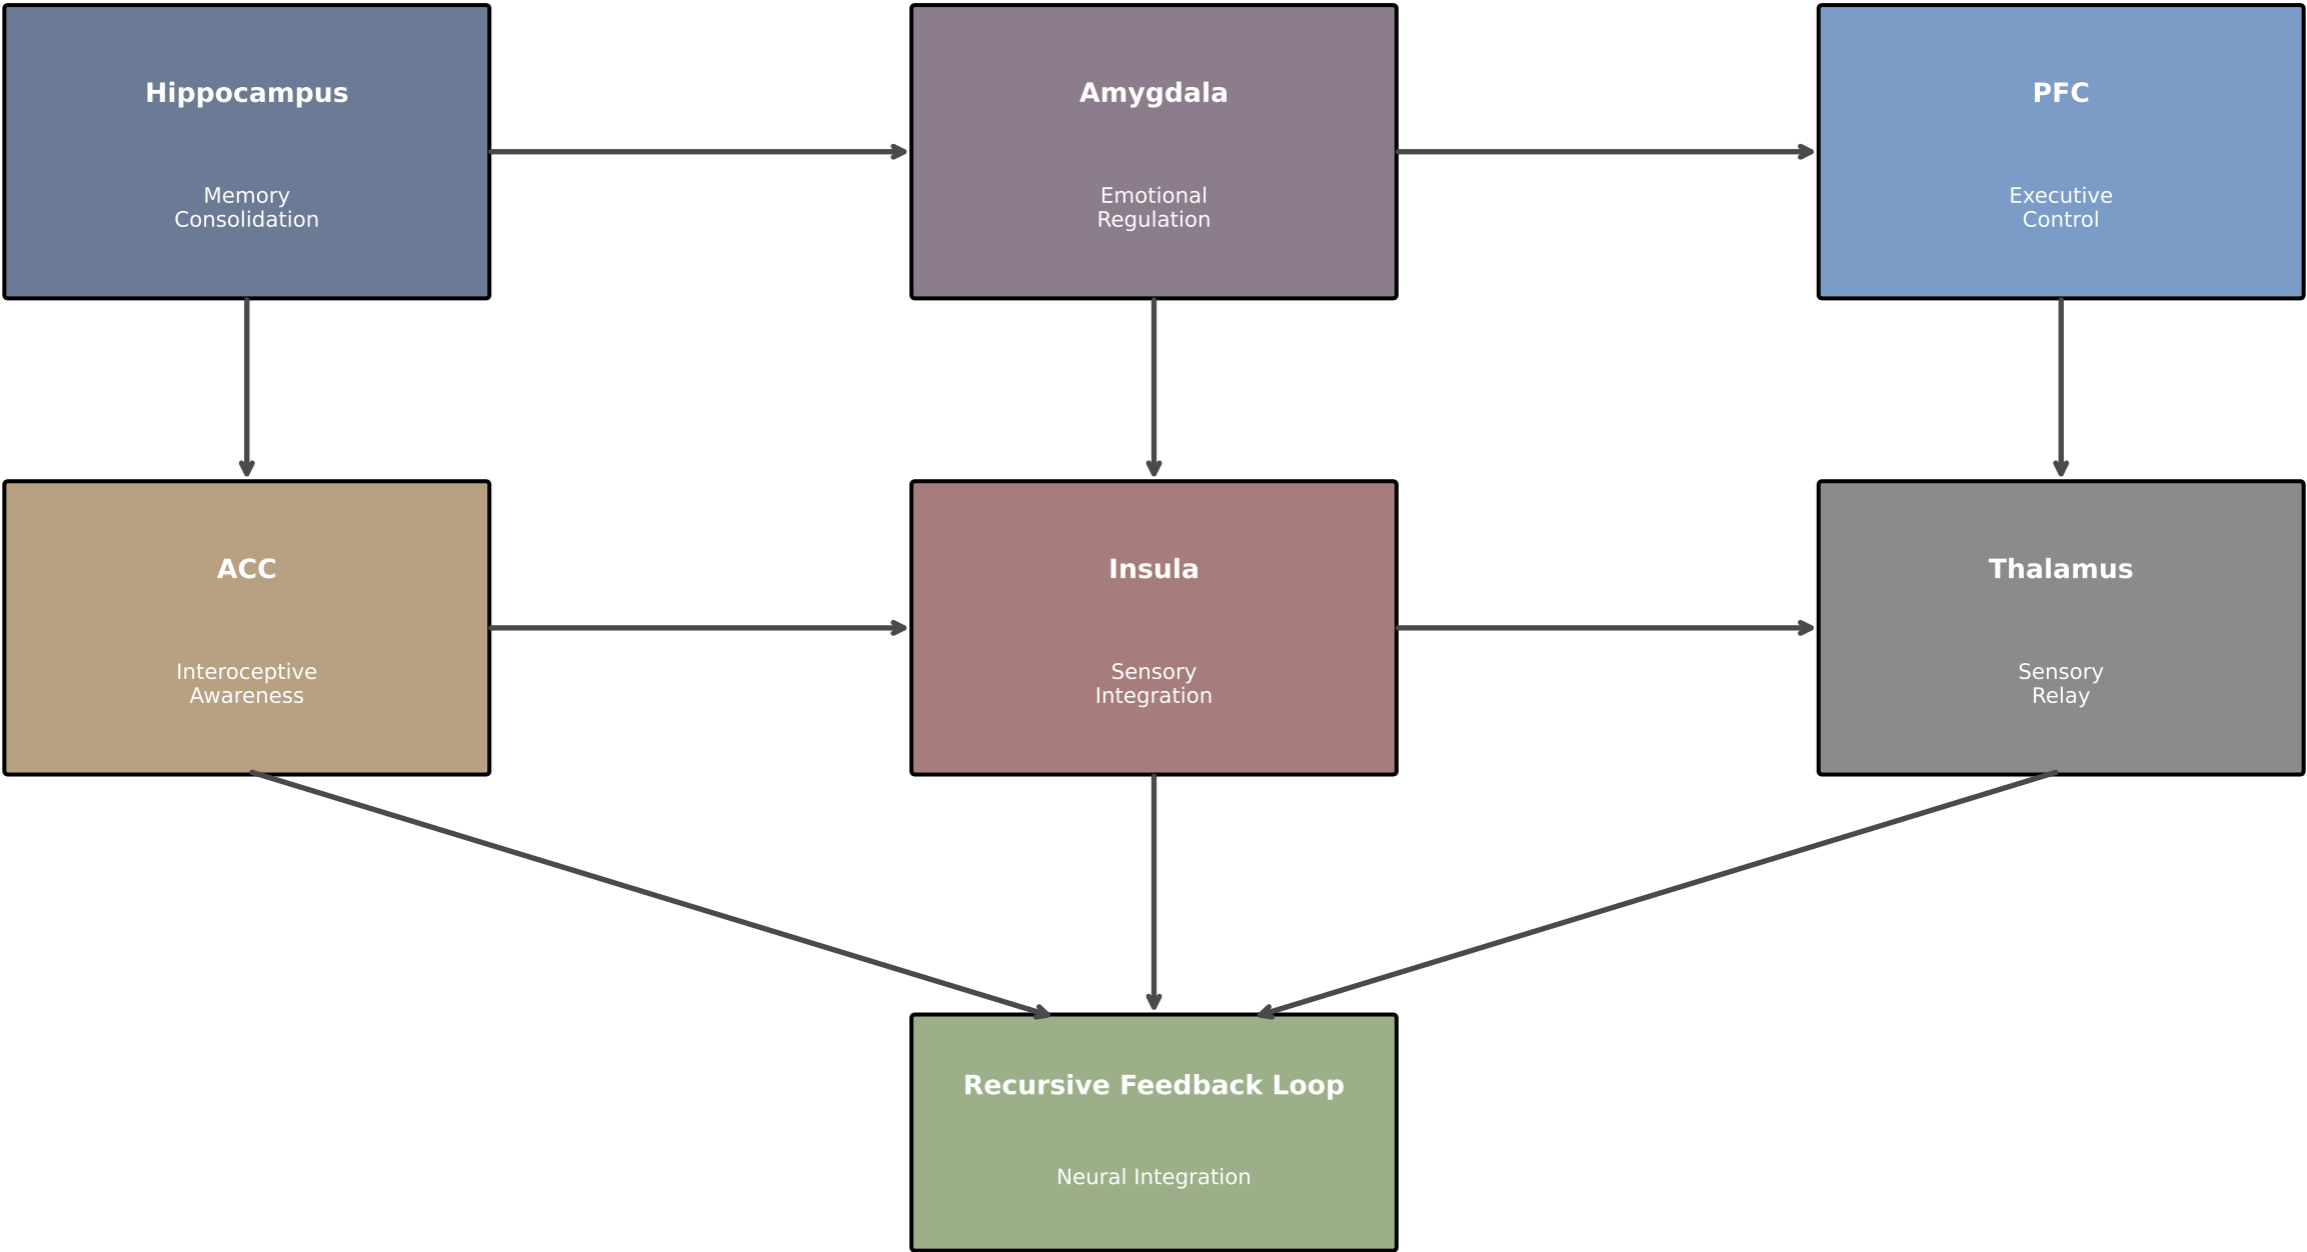 Hippocampus
Memory
Consolidation
Amygdala
Emotional
Regulation
PFC
Executive
Control
ACC
Interoceptive
Awareness
Insula
Sensory
Integration
Thalamus
Sensory
Relay
Recursive Feedback Loop
Neural Integration